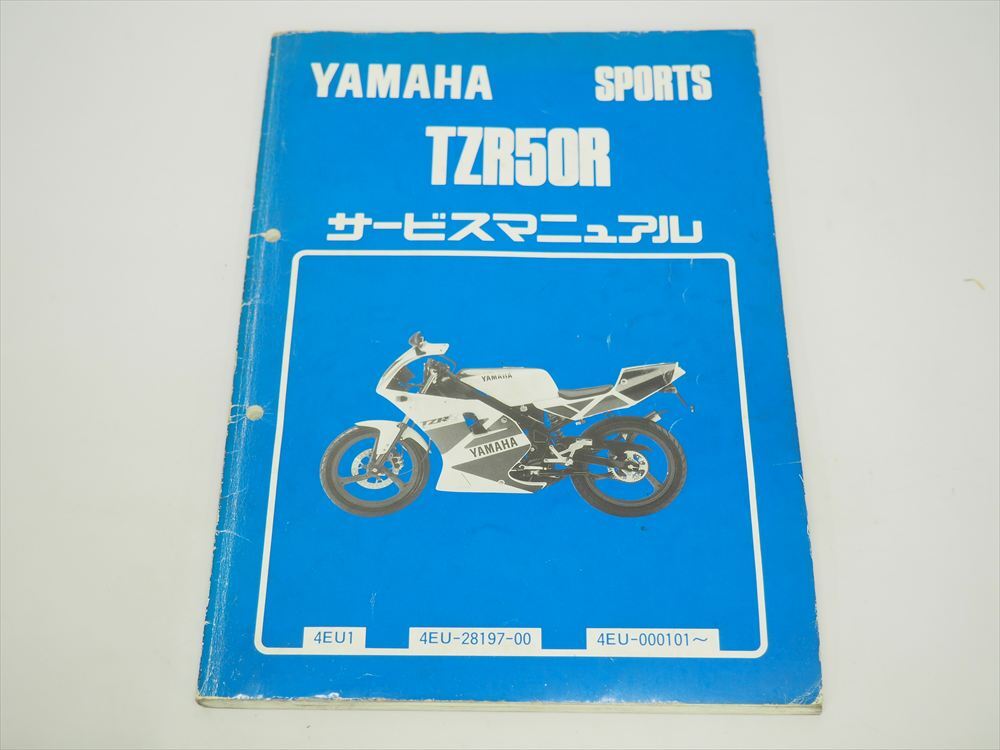 YAMAHA SPORTS
TZR50R
サービスマニュアル
YAMAHA
TZR
YAMAHA
4EU1 4EU-28197-00 4EU-000101～